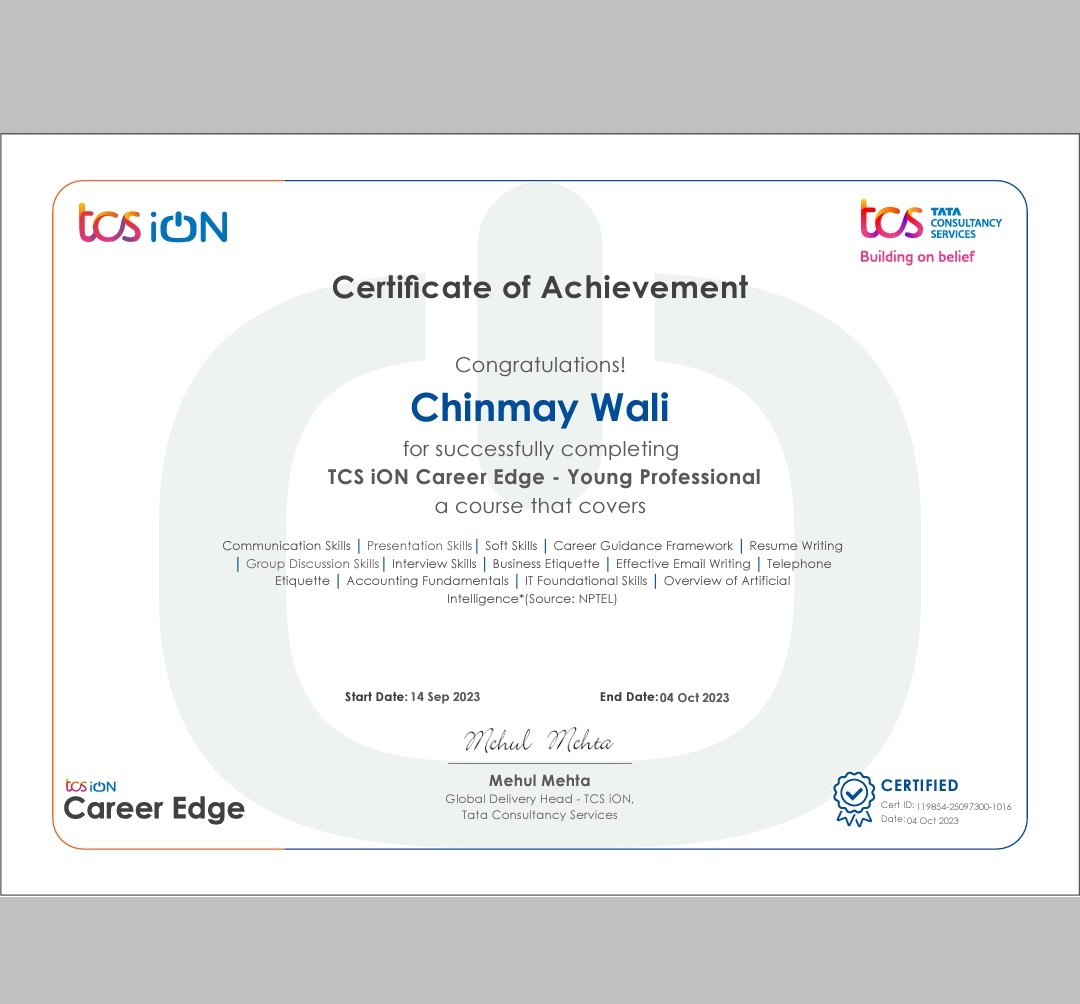 tcs iON
tcs TATA
CONSULTANCY
SERVICES
Building on belief
Certificate of Achievement
Congratulations!
Chinmay Wali
for successfully completing
TCS iON Career Edge - Young Professional
a course that covers
Communication Skills | Presentation Skills | Soft Skills | Career Guidance Framework | Resume Writing
| Group Discussion Skills | Interview Skills | Business Etiquette | Effective Email Writing | Telephone
Etiquette | Accounting Fundamentals | IT Foundational Skills | Overview of Artificial
Intelligence*(Source: NPTEL)
Start Date: 14 Sep 2023 End Date: 04 Oct 2023
Mehul Mehta
Mehul Mehta
Global Delivery Head - TCS iON,
Tata Consultancy Services
tcs iON
Career Edge
CERTIFIED
Cert ID: 119854-25097300-1016
Date: 04 Oct 2023